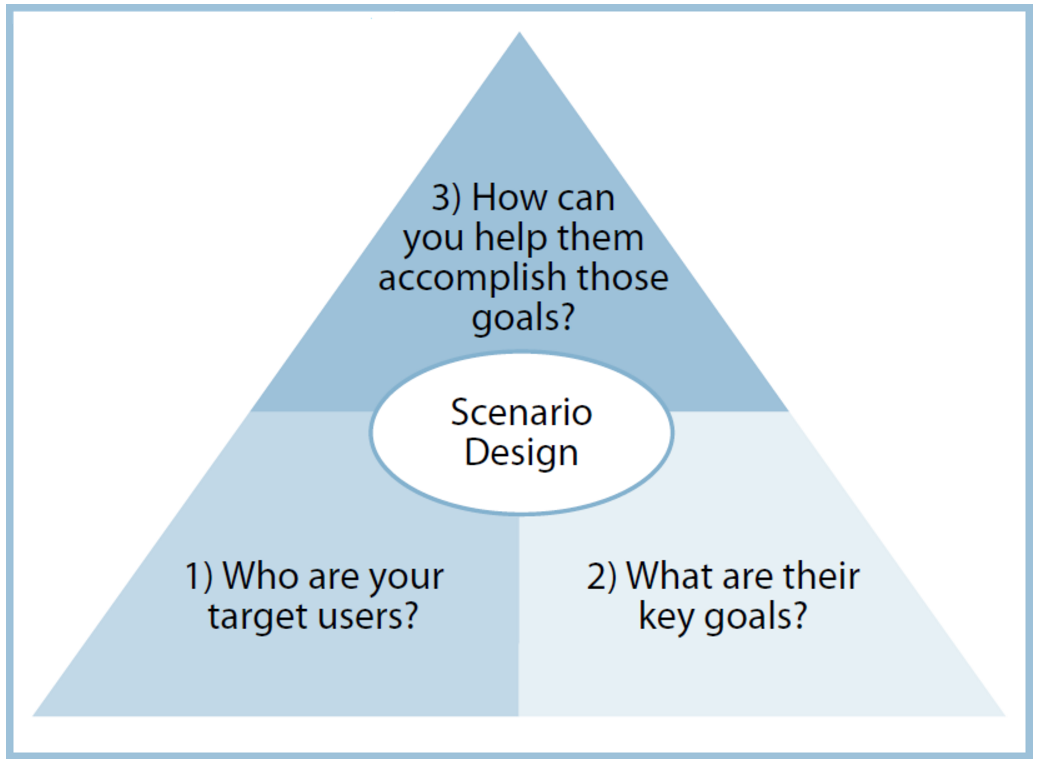 3) How can
you help them
accomplish those
goals?
Scenario
Design
1) Who are your
target users?
2) What are their
key goals?